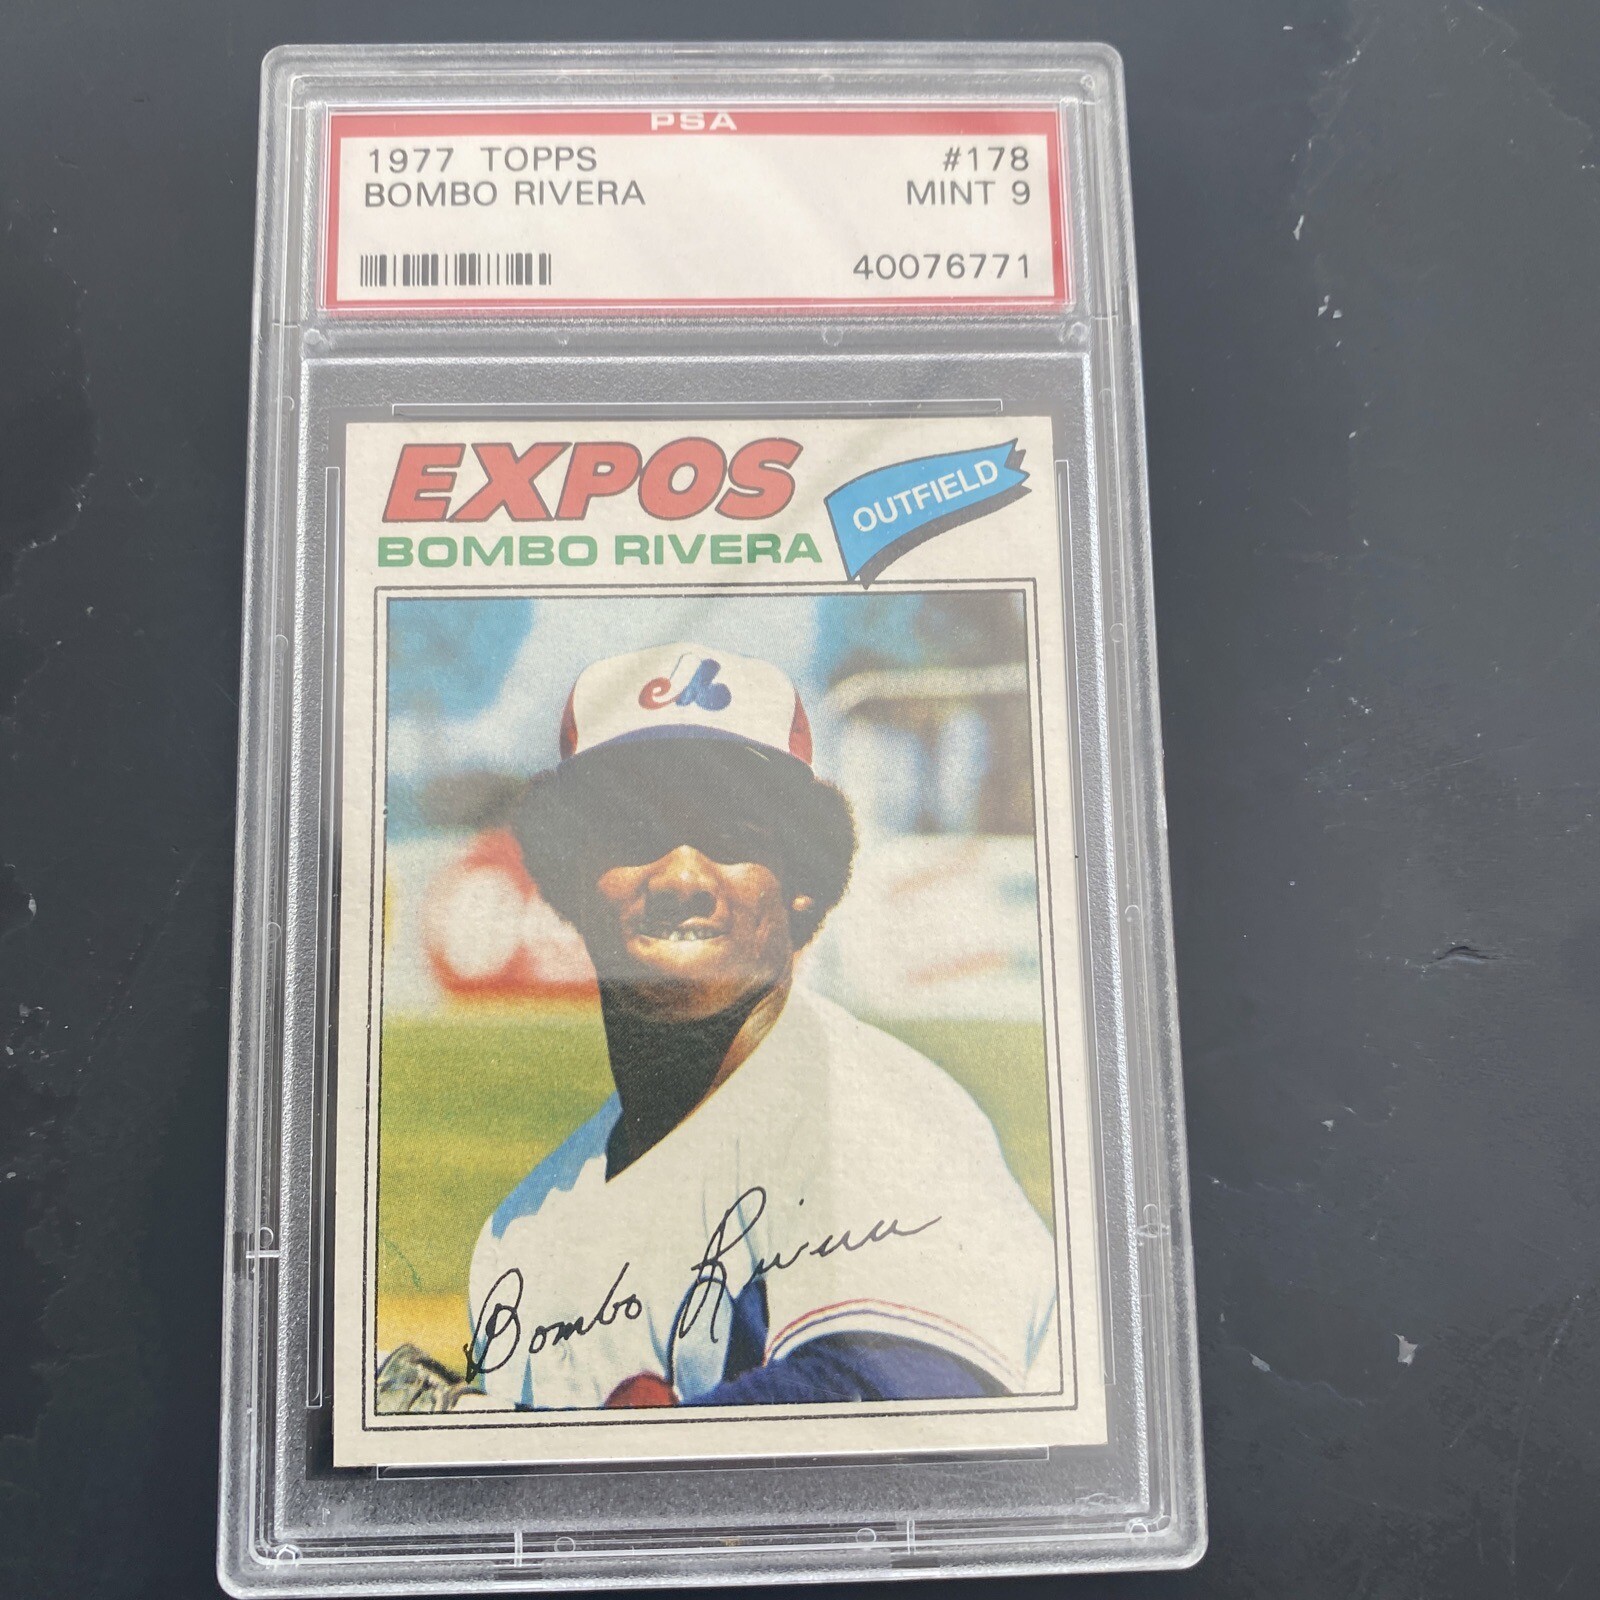 PSA
1977 TOPPS #178
BOMBO RIVERA MINT 9
40076771
EXPOS
BOMBO RIVERA
OUTFIELD
eb
Bombo Rivera